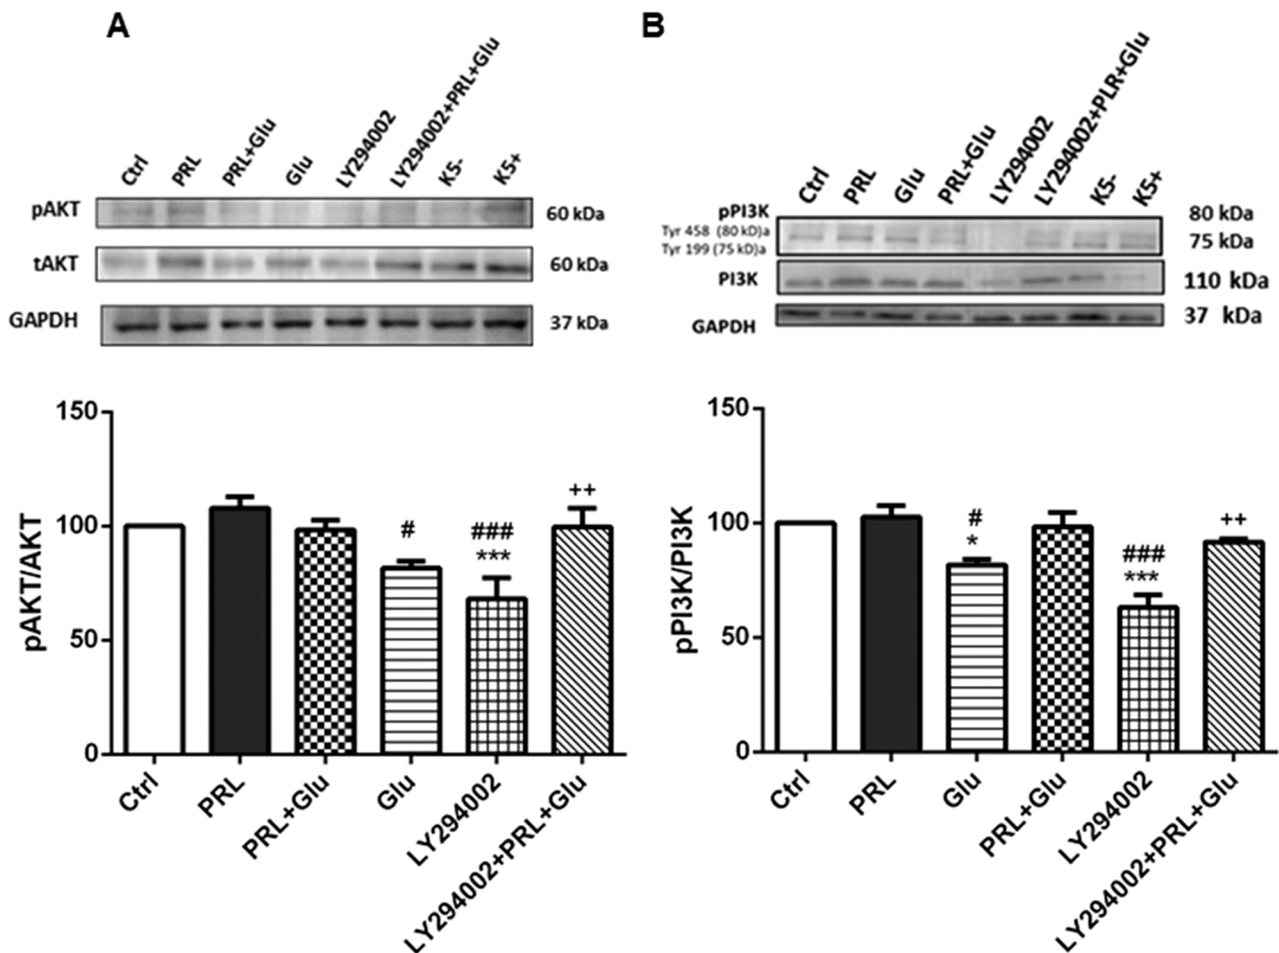 A
Ctrl PRL PRL+Glu Glu LY294002 LY294002+PRL+Glu K5- K5+
pAKT 60 kDa
tAKT 60 kDa
GAPDH 37 kDa
pAKT/AKT
150
100
50
0
#
###
***
++
Ctrl PRL PRL+Glu Glu LY294002 LY294002+PRL+Glu
B
Ctrl PRL Glu PRL+Glu LY294002 LY294002+PLR+Glu K5- K5+
pPI3K 80 kDa
Tyr 458 (80 kD)a
Tyr 199 (75 kD)a 75 kDa
PI3K 110 kDa
GAPDH 37 kDa
pPI3K/PI3K
150
100
50
0
#
*
###
***
++
Ctrl PRL Glu PRL+Glu LY294002 LY294002+PRL+Glu